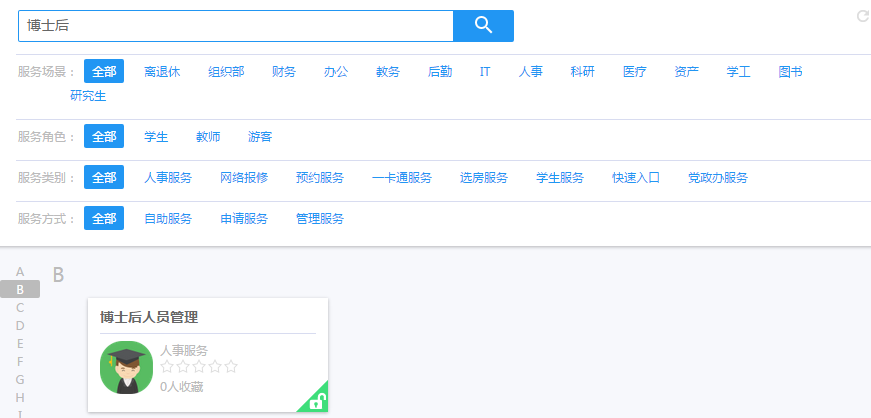 博士后
服务场景： 全部 离退休 组织部 财务 办公 教务 后勤 IT 人事 科研 医疗 资产 学工 图书
研究生
服务角色： 全部 学生 教师 游客
服务类别： 全部 人事服务 网络报修 预约服务 一卡通服务 选房服务 学生服务 快速入口 党政办服务
服务方式： 全部 自助服务 申请服务 管理服务
A
B
C
D
E
F
G
H
I
B
博士后人员管理
人事服务
0人收藏